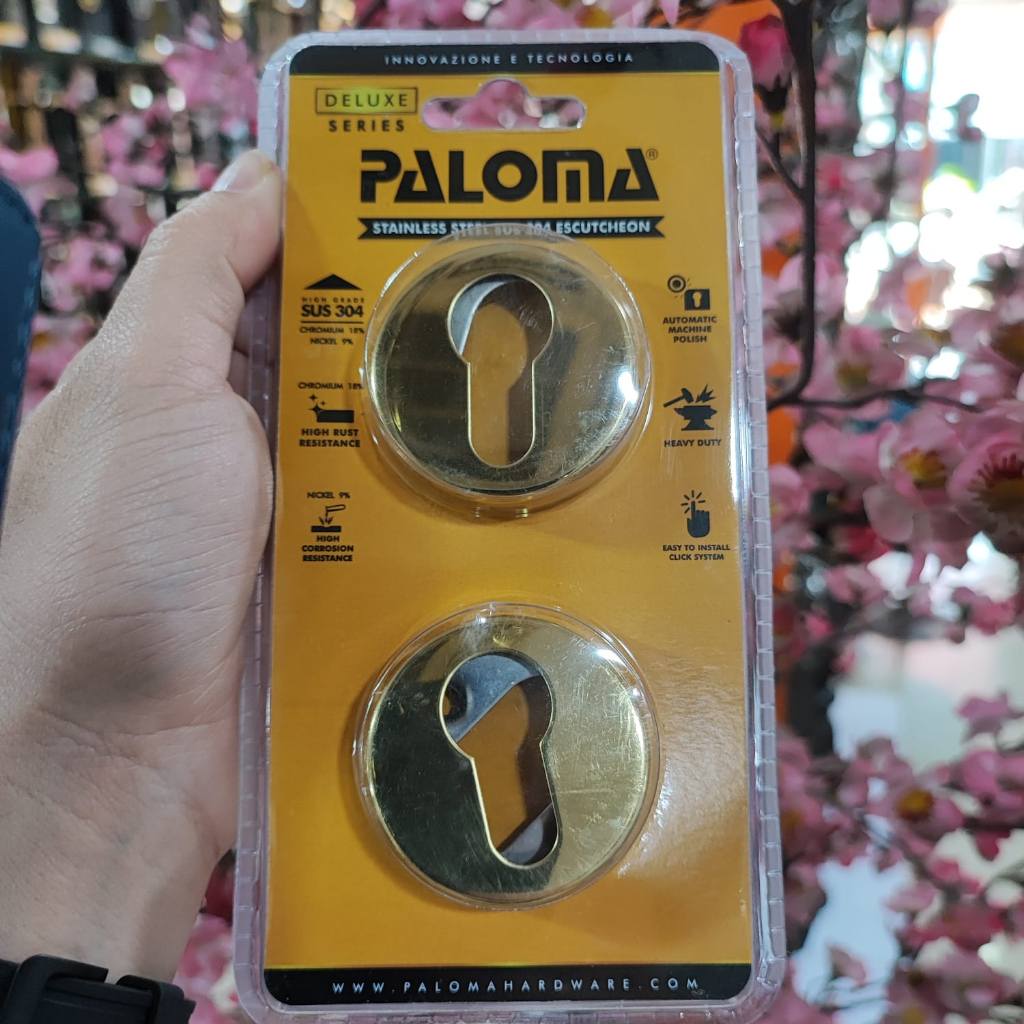 INNOVAZIONE E TECNOLOGIA
DELUXE
SERIES
PALOMA®
STAINLESS STEEL SUS 304 ESCUTCHEON
HIGH GRADE
SUS 304
CHROMIUM 18%
NICKEL 9%
CHROMIUM 18%
HIGH RUST
RESISTANCE
NICKEL 9%
HIGH
CORROSION
RESISTANCE
AUTOMATIC
MACHINE
POLISH
HEAVY DUTY
EASY TO INSTALL
CLICK SYSTEM
WWW.PALOMAHARDWARE.COM